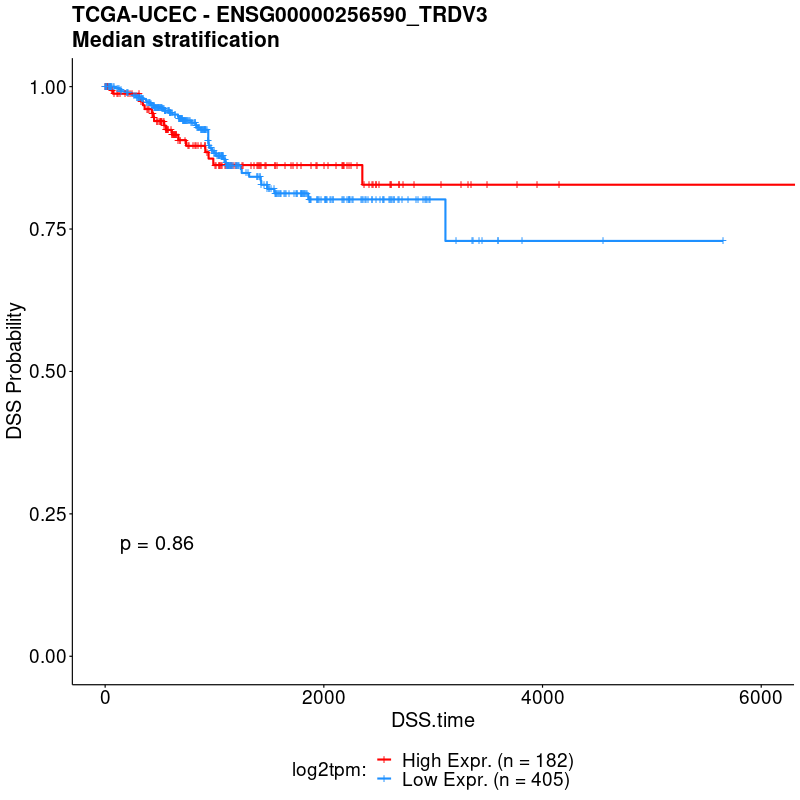 TCGA-UCEC - ENSG00000256590_TRDV3
Median stratification
1.00
0.75
0.50
0.25
0.00
DSS Probability
p = 0.86
0 2000 4000 6000
DSS.time
log2tpm:
High Expr. (n = 182)
Low Expr. (n = 405)